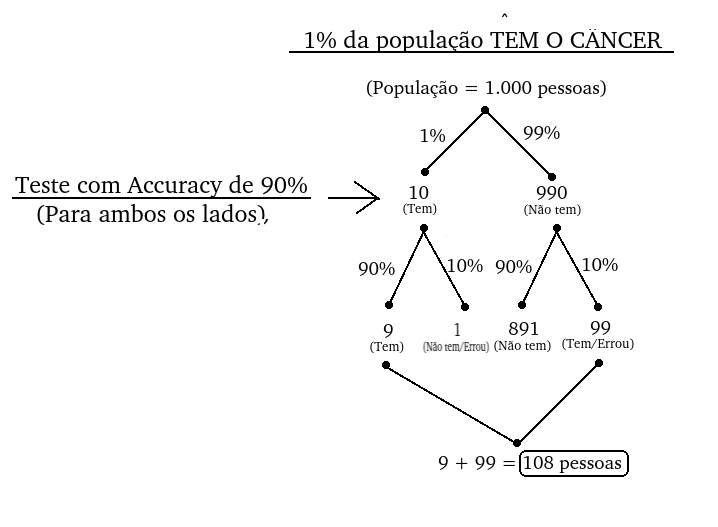 1% da população TEM O CÂNCER
(População = 1.000 pessoas)
1% 99%
Teste com Accuracy de 90%
(Para ambos os lados),
10 990
(Tem) (Não tem)
90% 10% 90% 10%
9 1 891 99
(Tem) (Não tem/Errou) (Não tem) (Tem/Errou)
9 + 99 = 108 pessoas